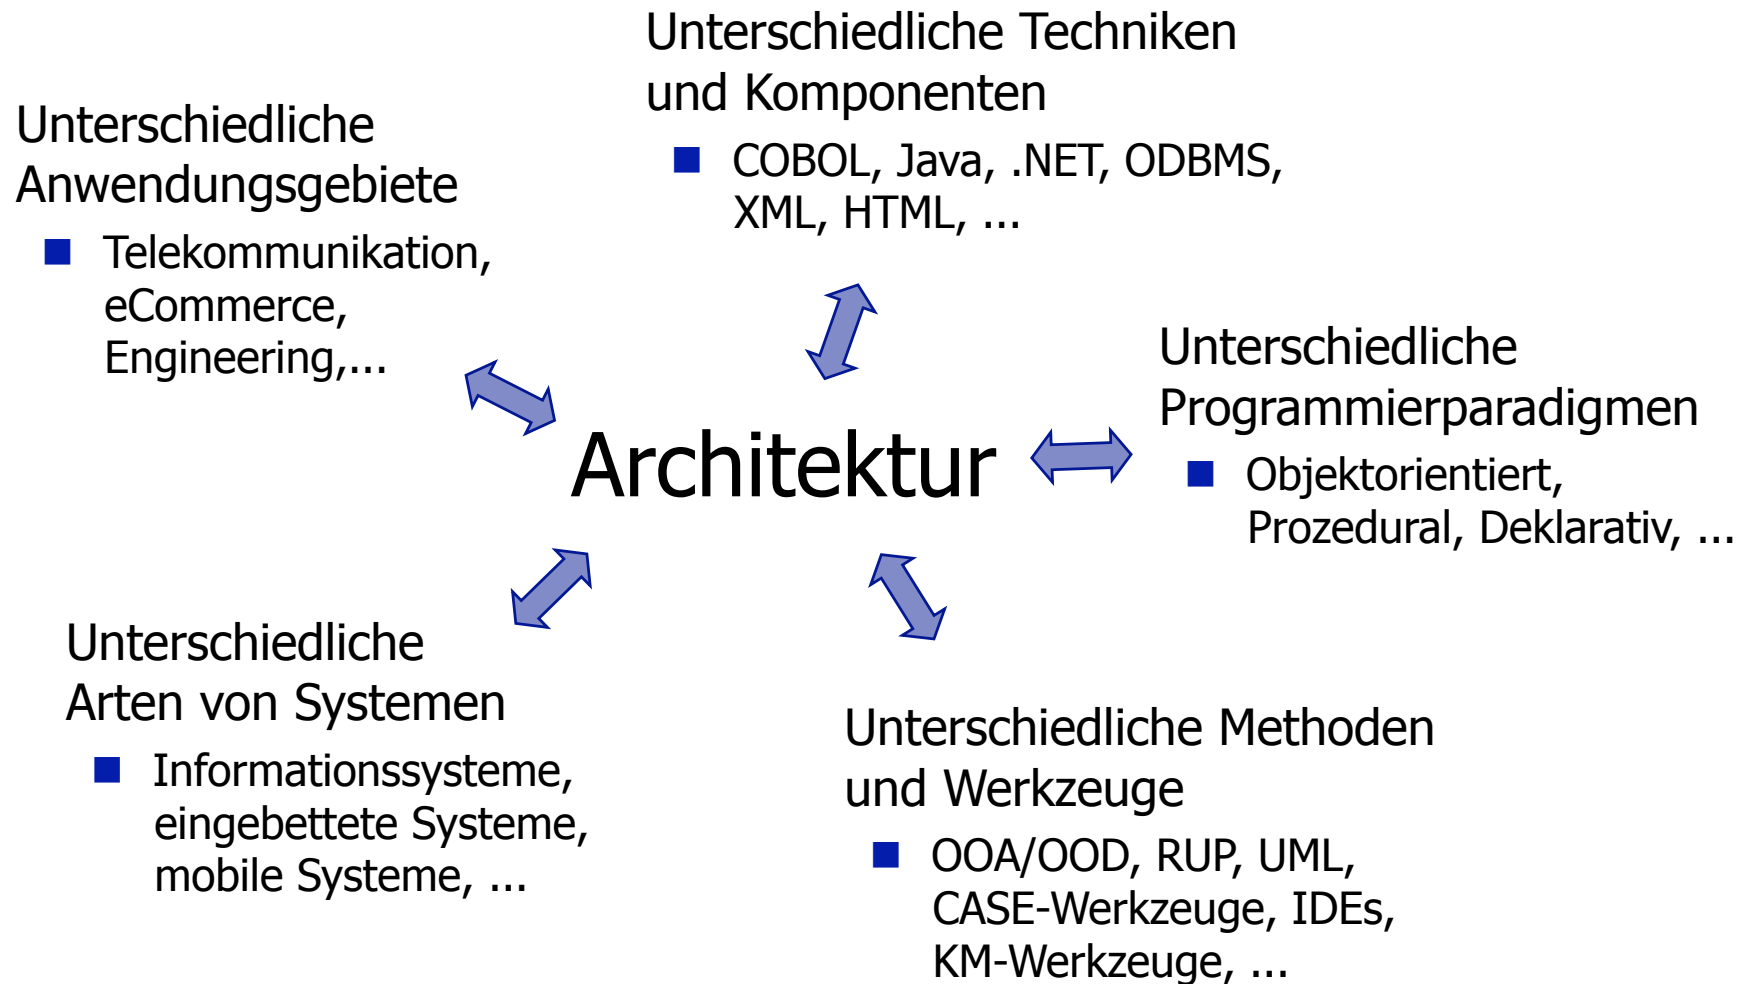 Unterschiedliche Techniken
und Komponenten
COBOL, Java, .NET, ODBMS,
XML, HTML, ...
Unterschiedliche
Anwendungsgebiete
Telekommunikation,
eCommerce,
Engineering,...
Unterschiedliche
Programmierparadigmen
Objektorientiert,
Prozedural, Deklarativ, ...
Architektur
Unterschiedliche
Arten von Systemen
Informationssysteme,
eingebettete Systeme,
mobile Systeme, ...
Unterschiedliche Methoden
und Werkzeuge
OOA/OOD, RUP, UML,
CASE-Werkzeuge, IDEs,
KM-Werkzeuge, ...